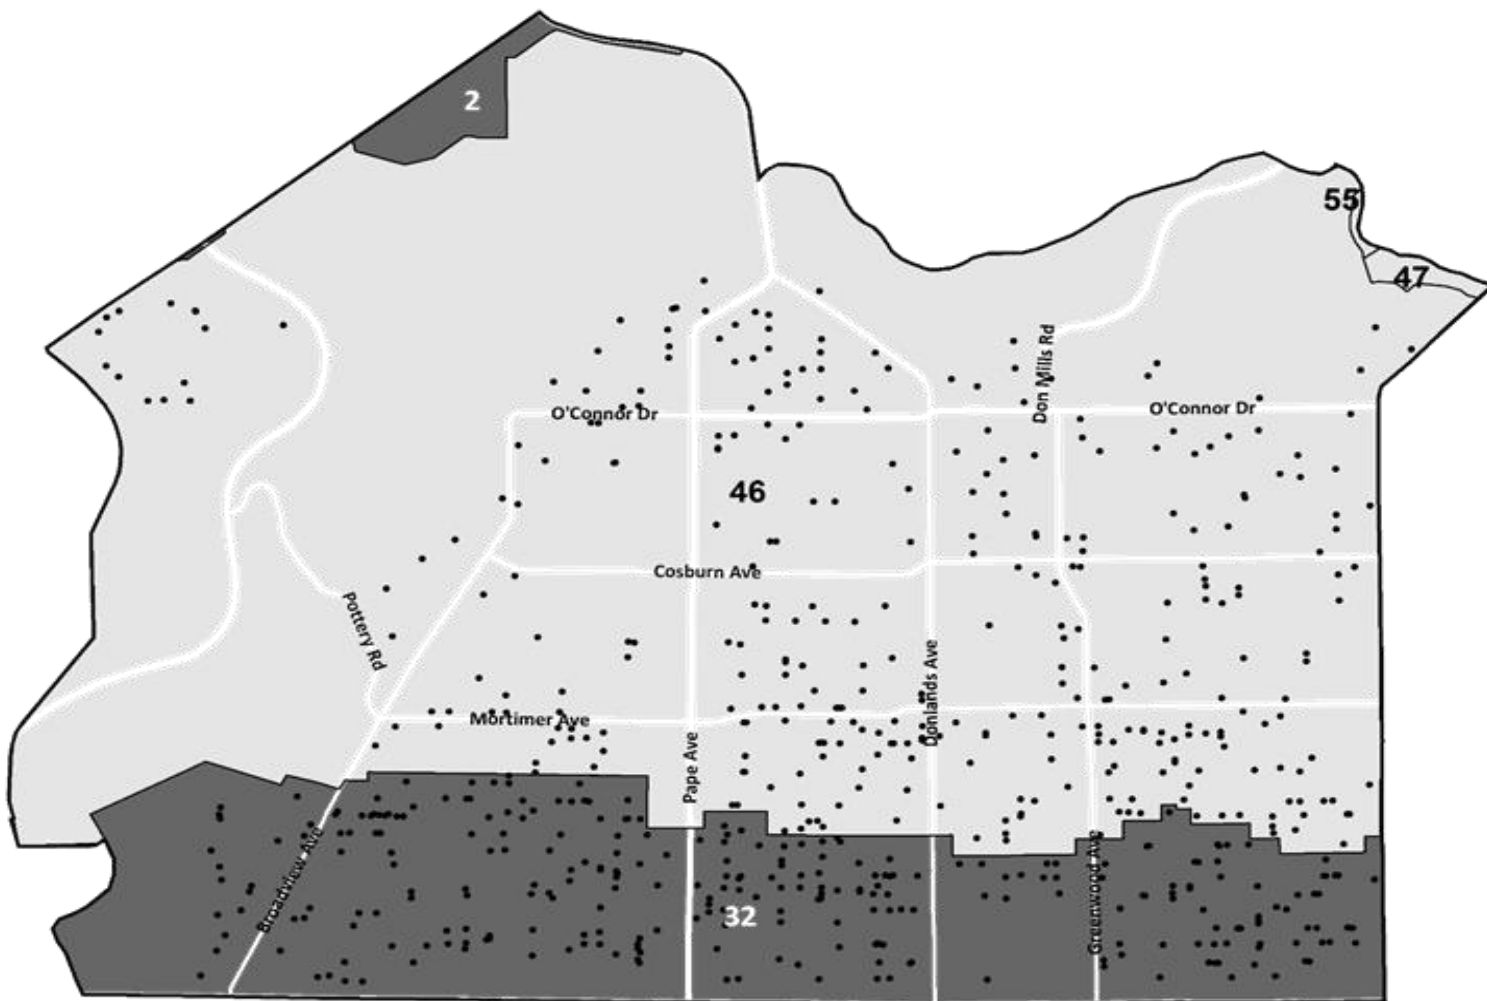 2
55
47
Don Mills Rd
O'Connor Dr
O'Connor Dr
46
Cosburn Ave
Pottery Rd
Donlands Ave
Mortimer Ave
Pape Ave
Broadview Ave
Greenwood Ave
32